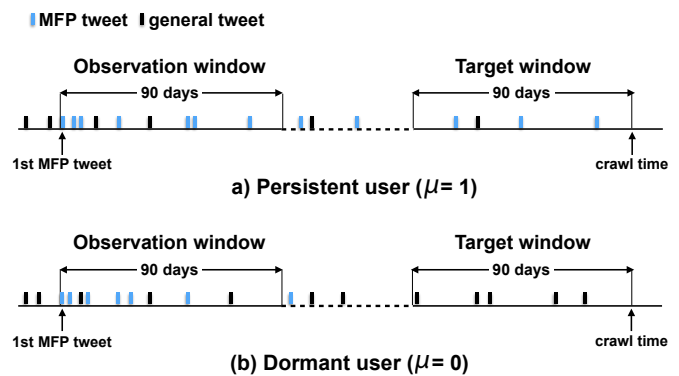 MFP tweet general tweet
Observation window Target window
90 days 90 days
1st MFP tweet crawl time
a) Persistent user (μ= 1)
Observation window Target window
90 days 90 days
1st MFP tweet crawl time
(b) Dormant user (μ= 0)